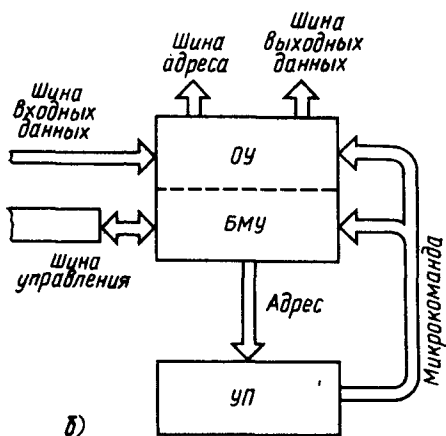 Шина
адреса
Шина
выходных
данных
Шина
входных
данных
ОУ
БМУ
Шина
управления
Адрес
Микрокоманда
УП
б)